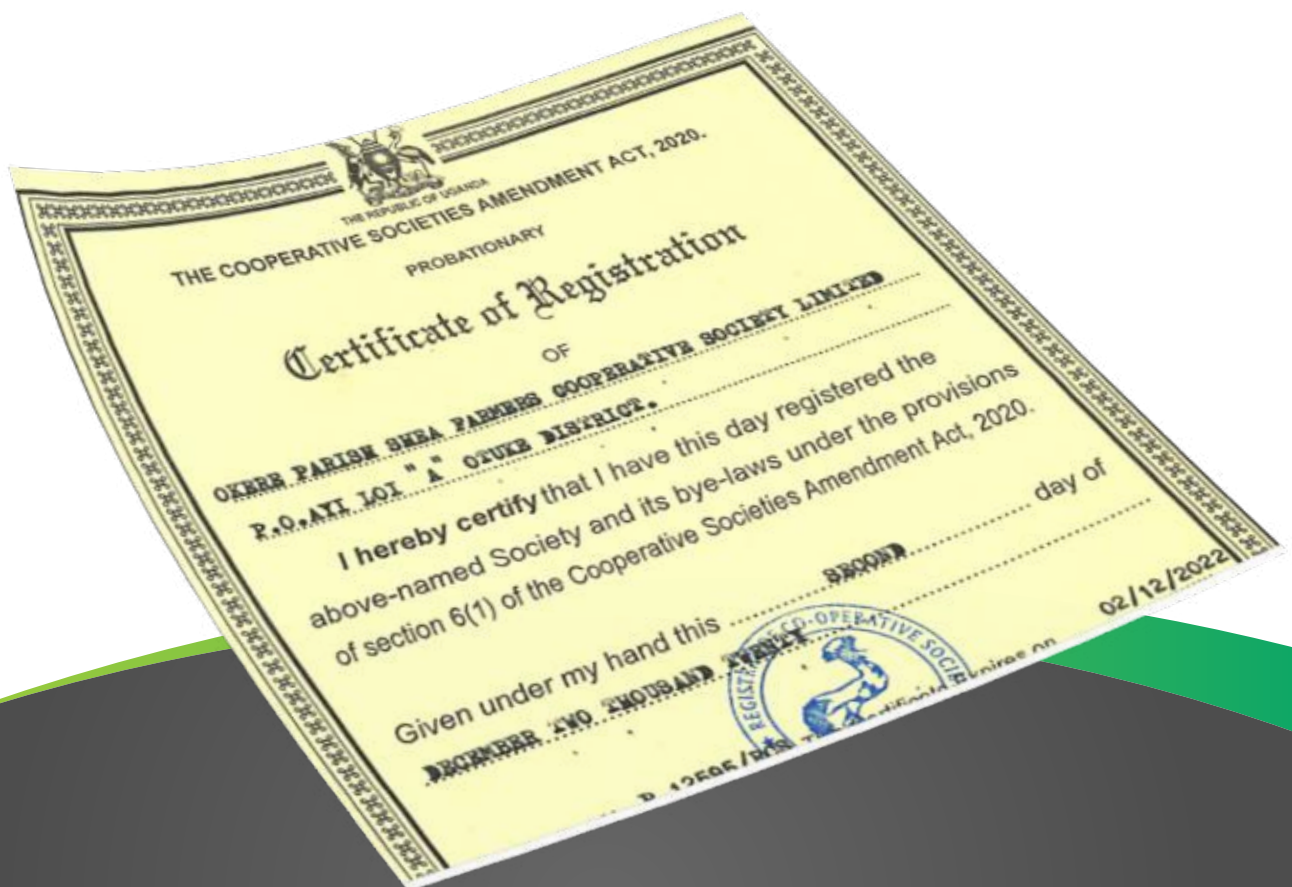 THE REPUBLIC OF UGANDA
THE COOPERATIVE SOCIETIES AMENDMENT ACT, 2020.
PROBATIONARY
Certificate of Registration
OF
OKERE PARISH SHEA FARMERS COOPERATIVE SOCIETY LIMITED
P.O.AYI LOI "A" OTUKE DISTRICT.
I hereby certify that I have this day registered the
above-named Society and its bye-laws under the provisions
of section 6(1) of the Cooperative Societies Amendment Act, 2020.
Given under my hand this SECOND day of
DECEMBER TWO THOUSAND TWENTY
expires on 02/12/2022
CO-OPERATIVE